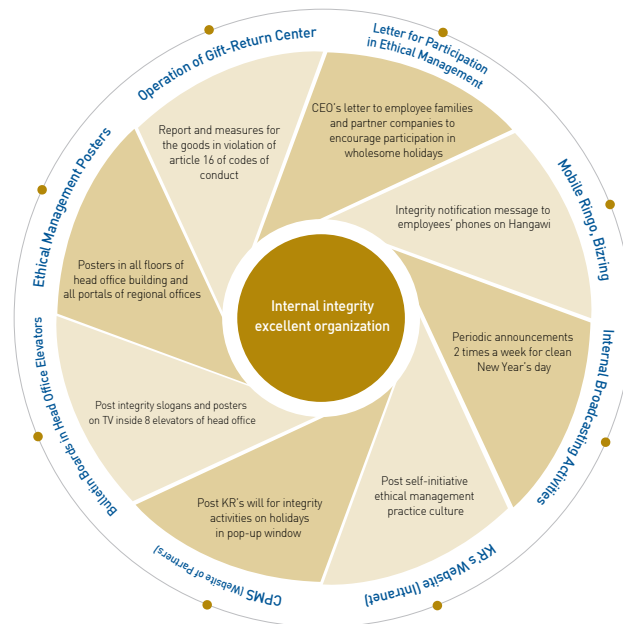 Letter for Participation
in Ethical Management
CEO’s letter to employee families
and partner companies to
encourage participation in
wholesome holidays
Mobile Ringo, Bizring
Integrity notification message to
employees’ phones on Hangawi
Internal Broadcasting Activities
Periodic announcements
2 times a week for clean
New Year’s day
KR’s Website (Intranet)
Post self-initiative
ethical management
practice culture
CPMS (Website of Partners)
Post KR’s will for integrity
activities on holidays
in pop-up window
Bulletin Boards in Head Office Elevators
Post integrity slogans and posters
on TV inside 8 elevators of head office
Ethical Management Posters
Posters in all floors of
head office building and
all portals of regional offices
Operation of Gift-Return Center
Report and measures for
the goods in violation of
article 16 of codes of
conduct
Internal integrity
excellent organization